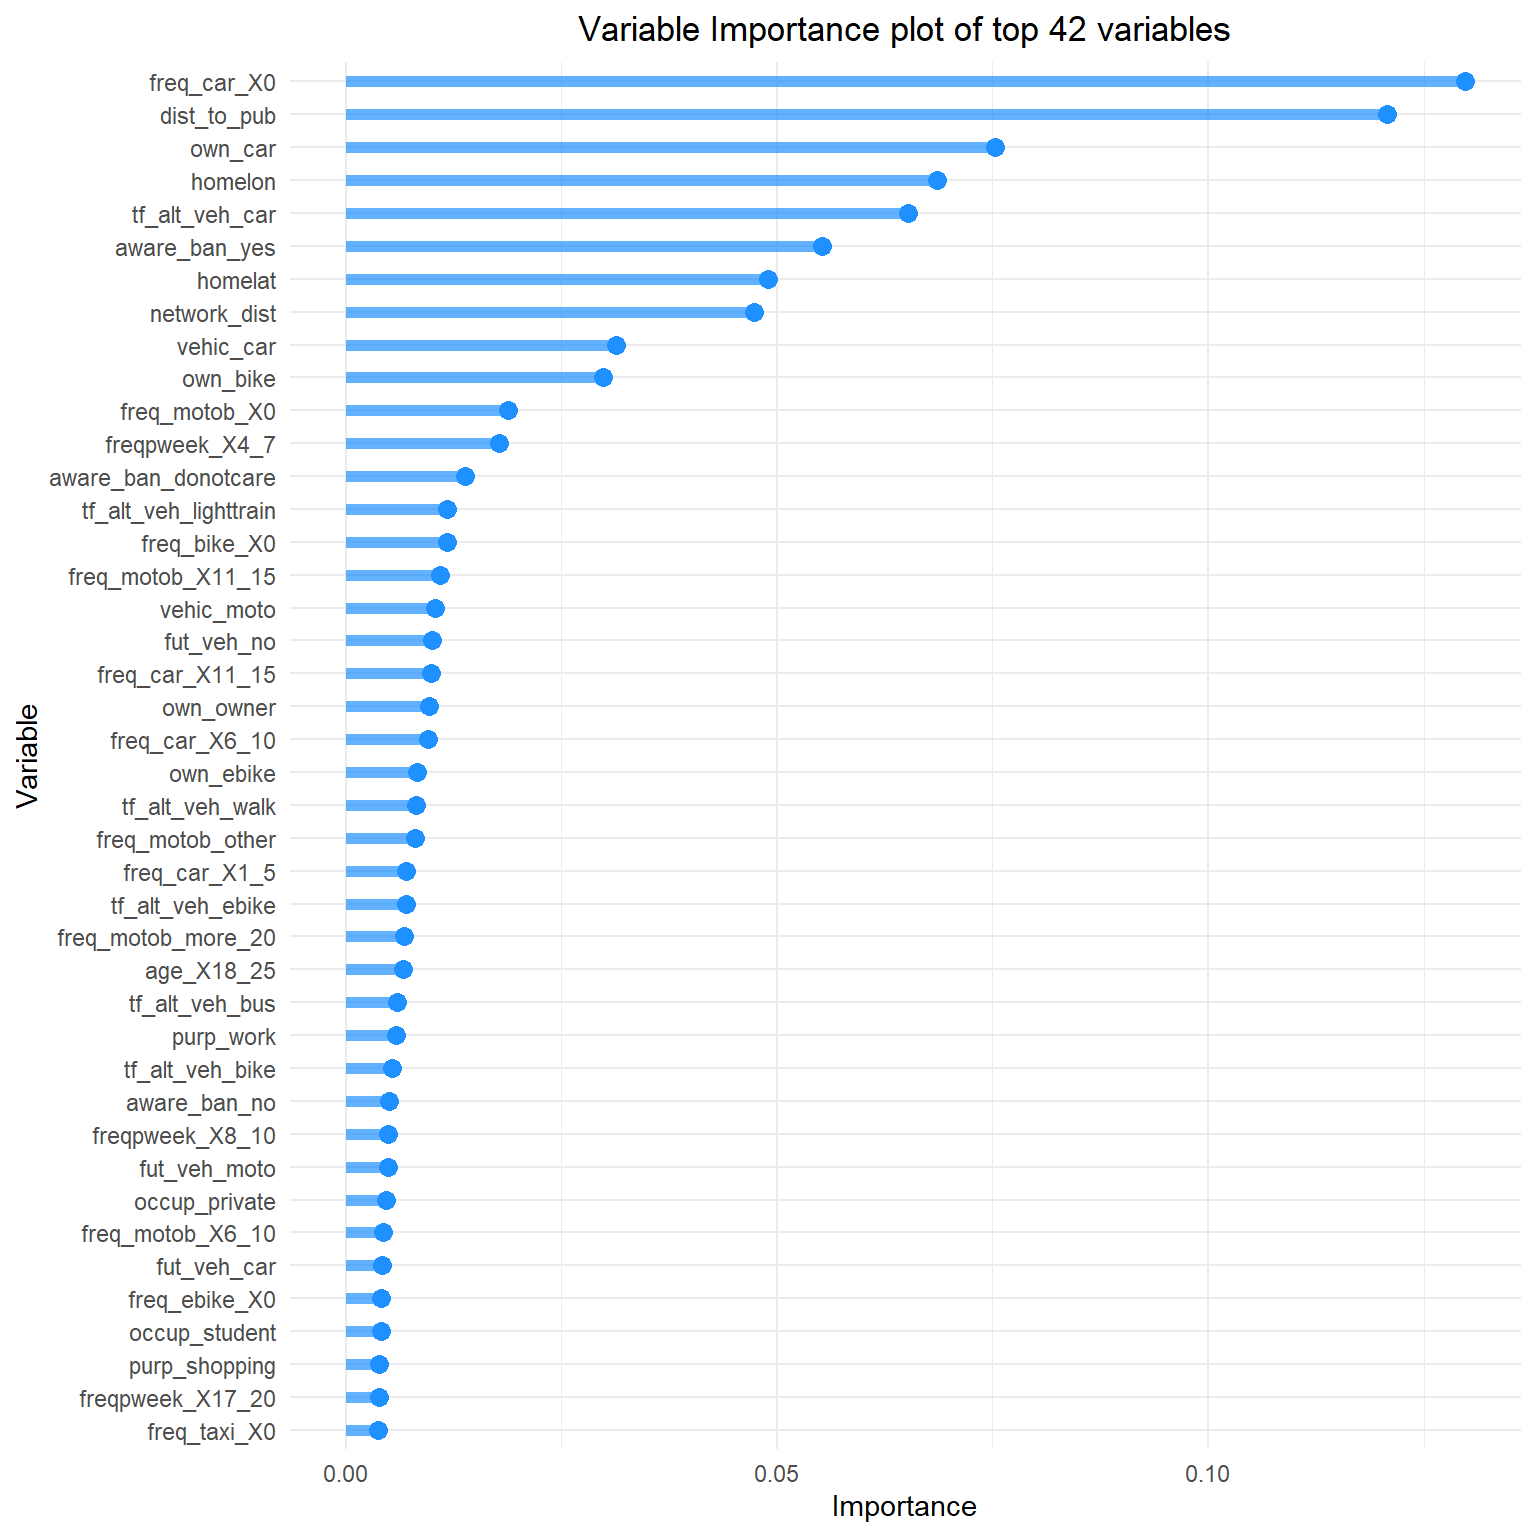 Variable Importance plot of top 42 variables
freq_car_X0
dist_to_pub
own_car
homelon
tf_alt_veh_car
aware_ban_yes
homelat
network_dist
vehic_car
own_bike
freq_motob_X0
freqpweek_X4_7
aware_ban_donotcare
tf_alt_veh_lighttrain
freq_bike_X0
freq_motob_X11_15
vehic_moto
fut_veh_no
freq_car_X11_15
own_owner
freq_car_X6_10
own_ebike
tf_alt_veh_walk
freq_motob_other
freq_car_X1_5
tf_alt_veh_ebike
freq_motob_more_20
age_X18_25
tf_alt_veh_bus
purp_work
tf_alt_veh_bike
aware_ban_no
freqpweek_X8_10
fut_veh_moto
occup_private
freq_motob_X6_10
fut_veh_car
freq_ebike_X0
occup_student
purp_shopping
freqpweek_X17_20
freq_taxi_X0
Variable
0.00 0.05 0.10
Importance